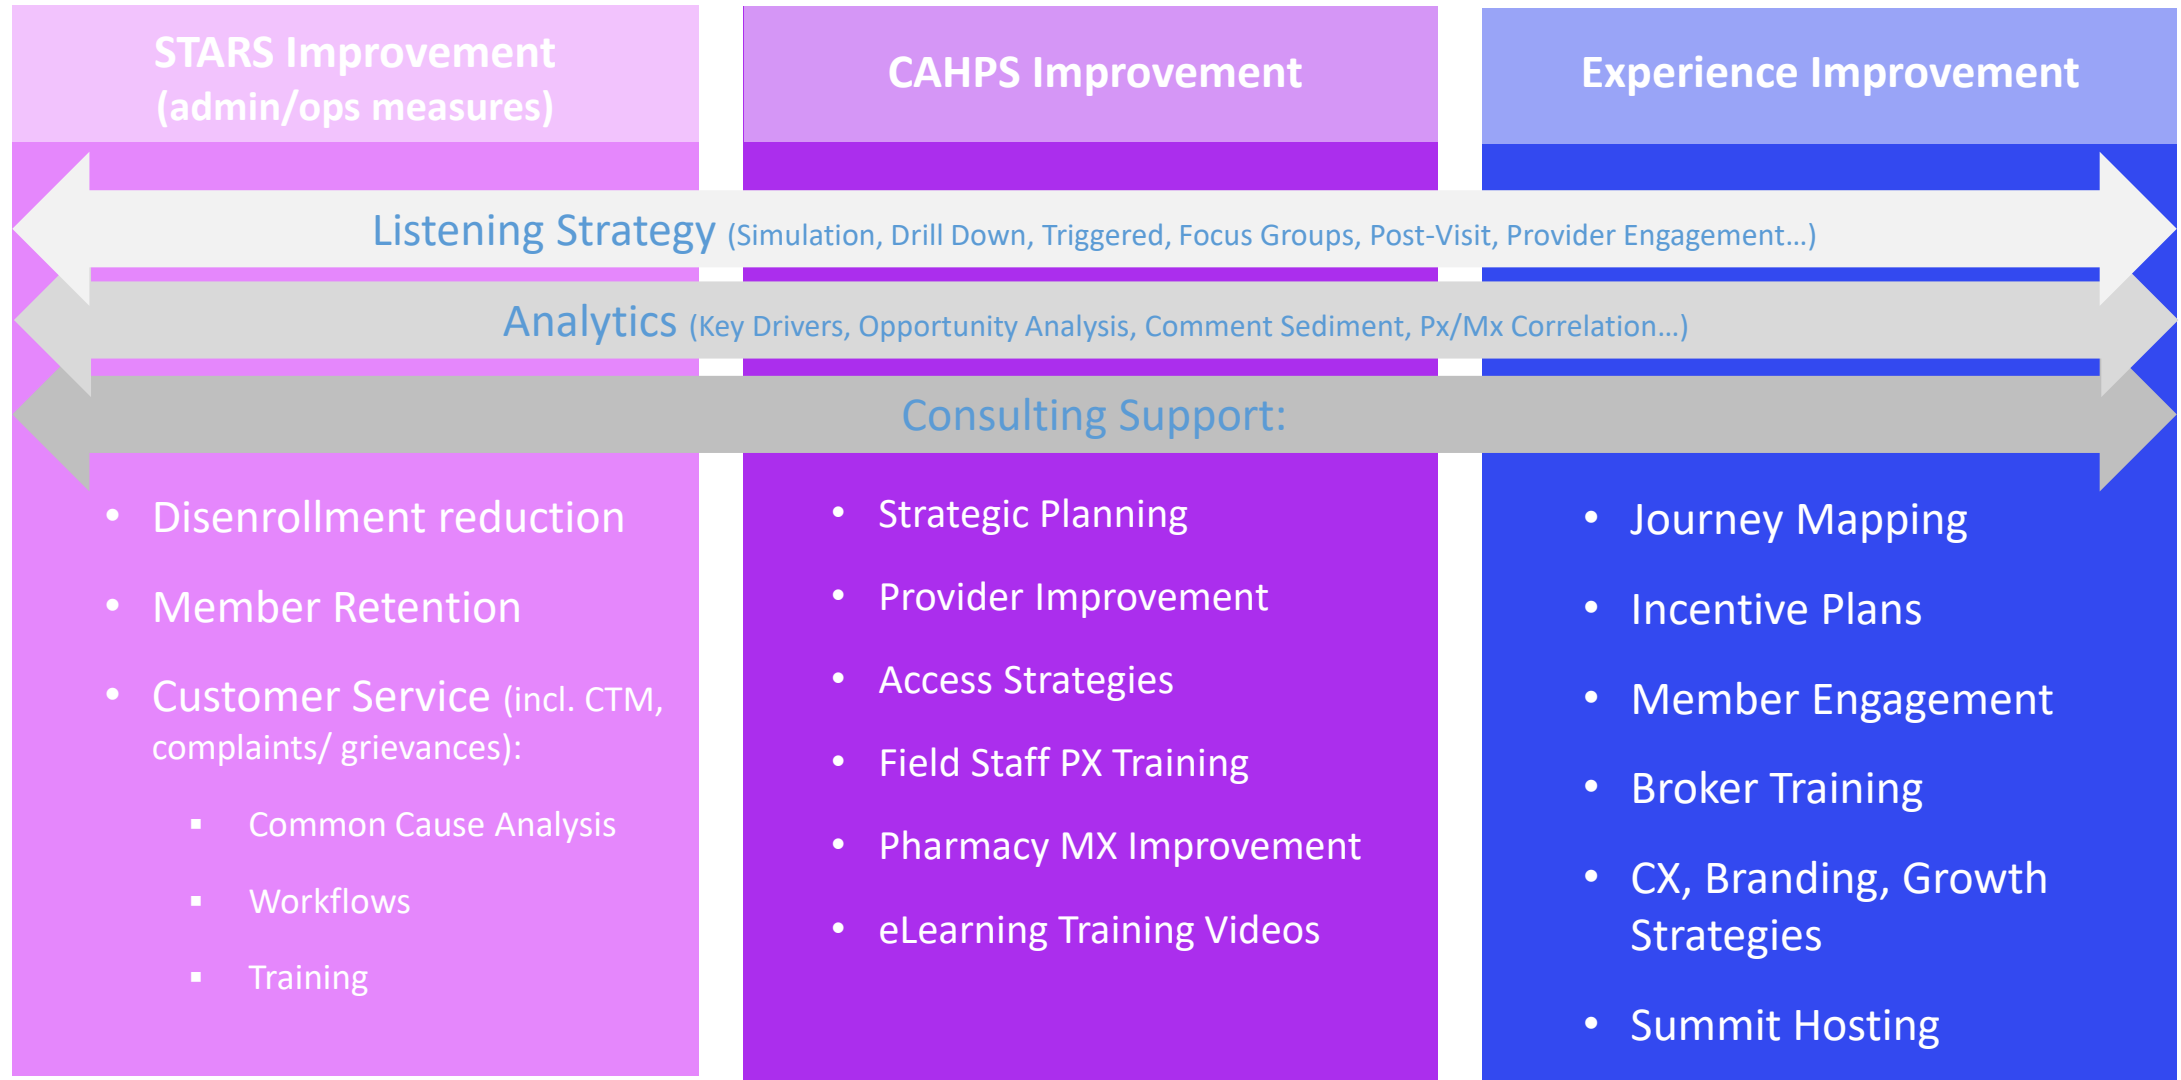 STARS Improvement
(admin/ops measures)
CAHPS Improvement
Experience Improvement
Listening Strategy (Simulation, Drill Down, Triggered, Focus Groups, Post-Visit, Provider Engagement...)
Analytics (Key Drivers, Opportunity Analysis, Comment Sediment, Px/Mx Correlation...)
Consulting Support:
• Disenrollment reduction
• Member Retention
• Customer Service (incl. CTM,
complaints/ grievances):
▪ Common Cause Analysis
▪ Workflows
▪ Training
• Strategic Planning
• Provider Improvement
• Access Strategies
• Field Staff PX Training
• Pharmacy MX Improvement
• eLearning Training Videos
• Journey Mapping
• Incentive Plans
• Member Engagement
• Broker Training
• CX, Branding, Growth
Strategies
• Summit Hosting